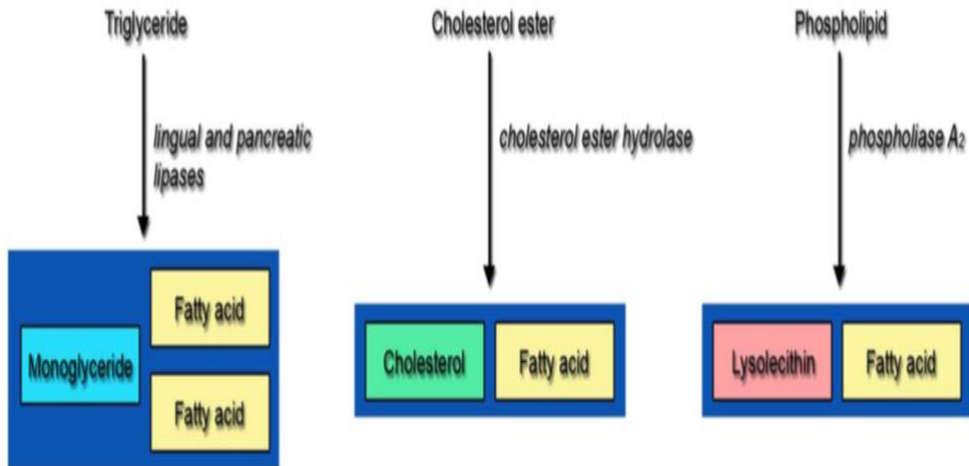 Triglyceride
lingual and pancreatic
lipases
Monoglyceride
Fatty acid
Fatty acid
Cholesterol ester
cholesterol ester hydrolase
Cholesterol
Fatty acid
Phospholipid
phospholiase A₂
Lysolecithin
Fatty acid